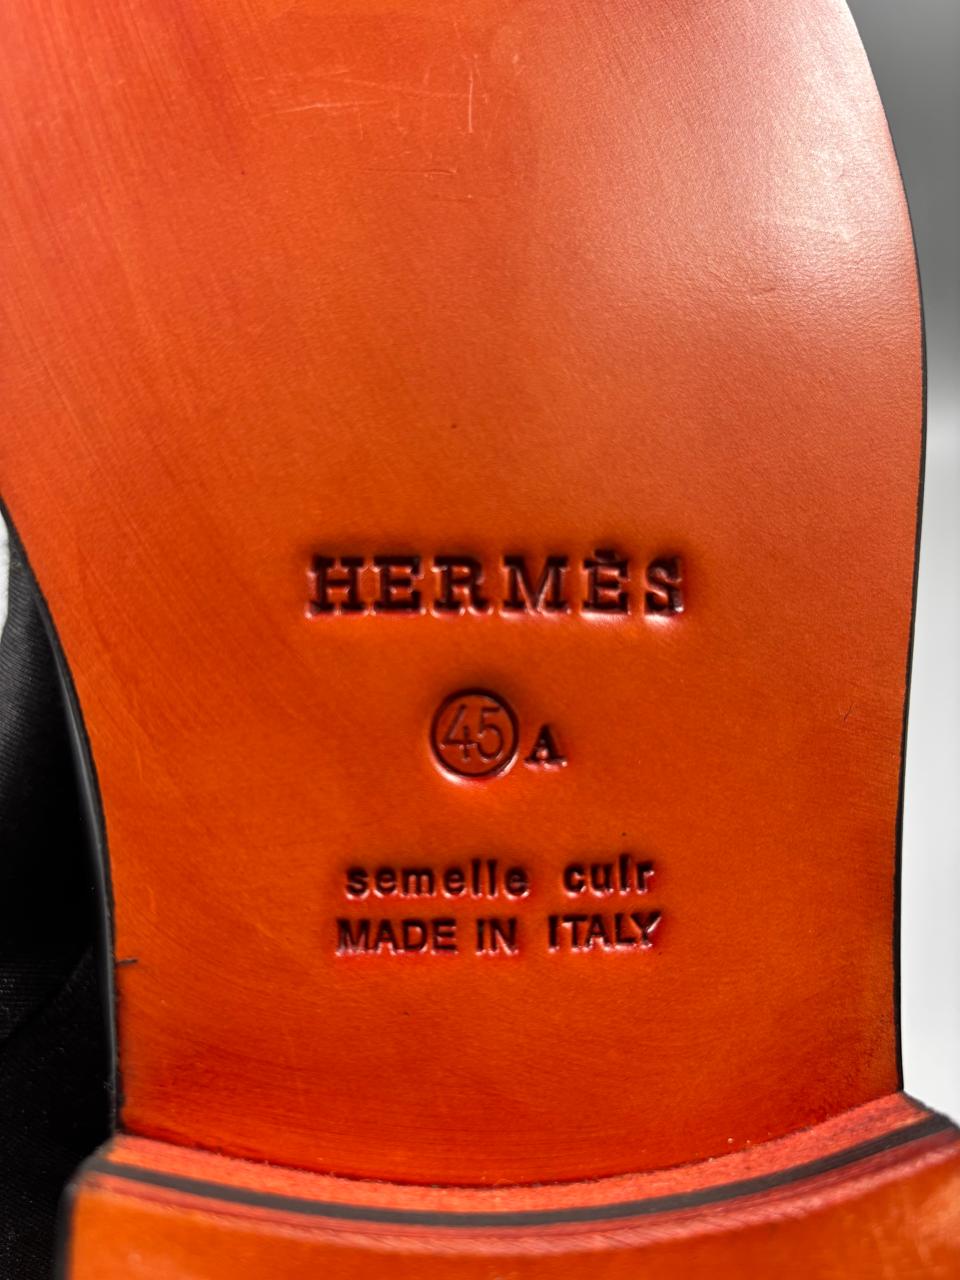 HERMÈS
45 A
semelle cuir
MADE IN ITALY